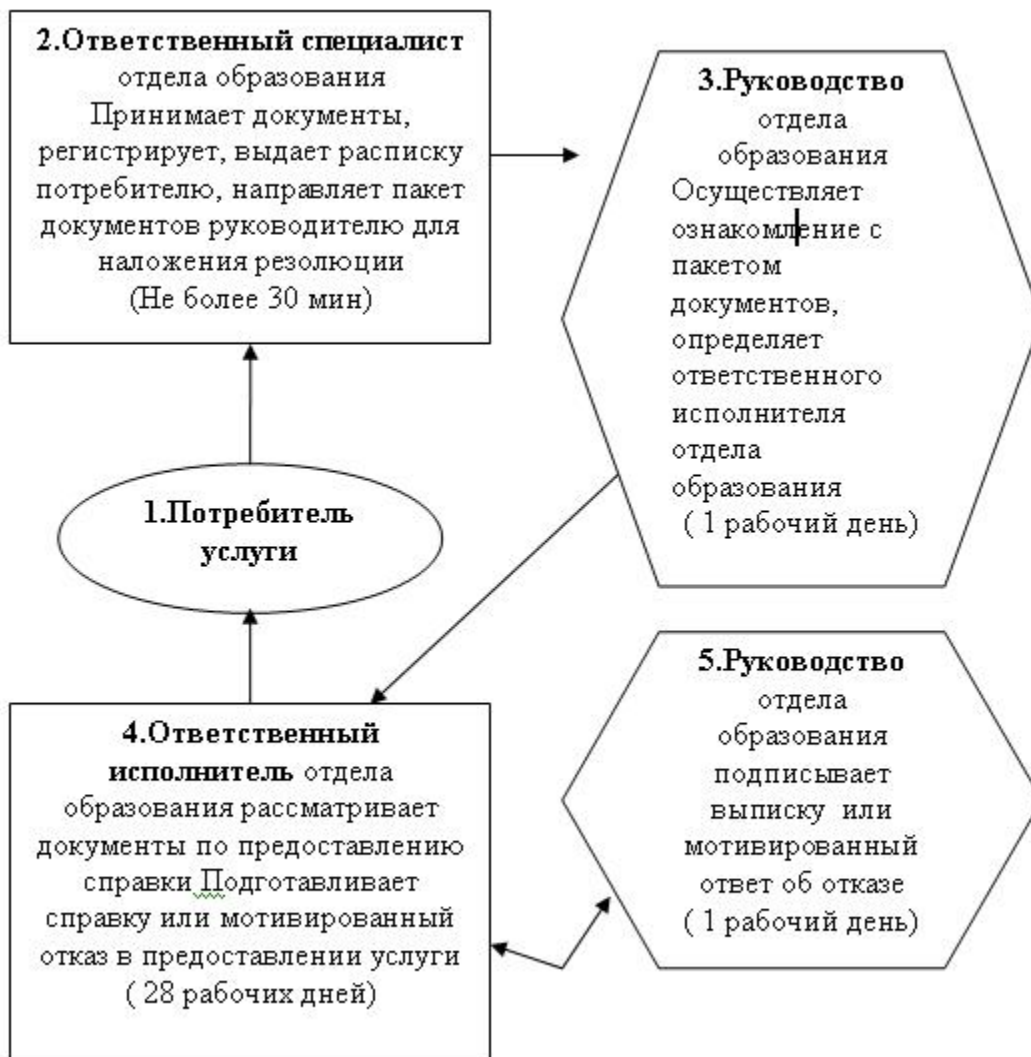 2.Ответственный специалист
отдела образования
Принимает документы,
регистрирует, выдает расписку
потребителю, направляет пакет
документов руководителю для
наложения резолюции
(Не более 30 мин)
3.Руководство
отдела
образования
Осуществляет
ознакомление с
пакетом
документов,
определяет
ответственного
исполнителя
отдела
образования
( 1 рабочий день)
1.Потребитель
услуги
4.Ответственный
исполнитель отдела
образования рассматривает
документы по предоставлению
справки Подготавливает
справку или мотивированный
отказ в предоставлении услуги
( 28 рабочих дней)
5.Руководство
отдела
образования
подписывает
выписку или
мотивированный
ответ об отказе
( 1 рабочий день)